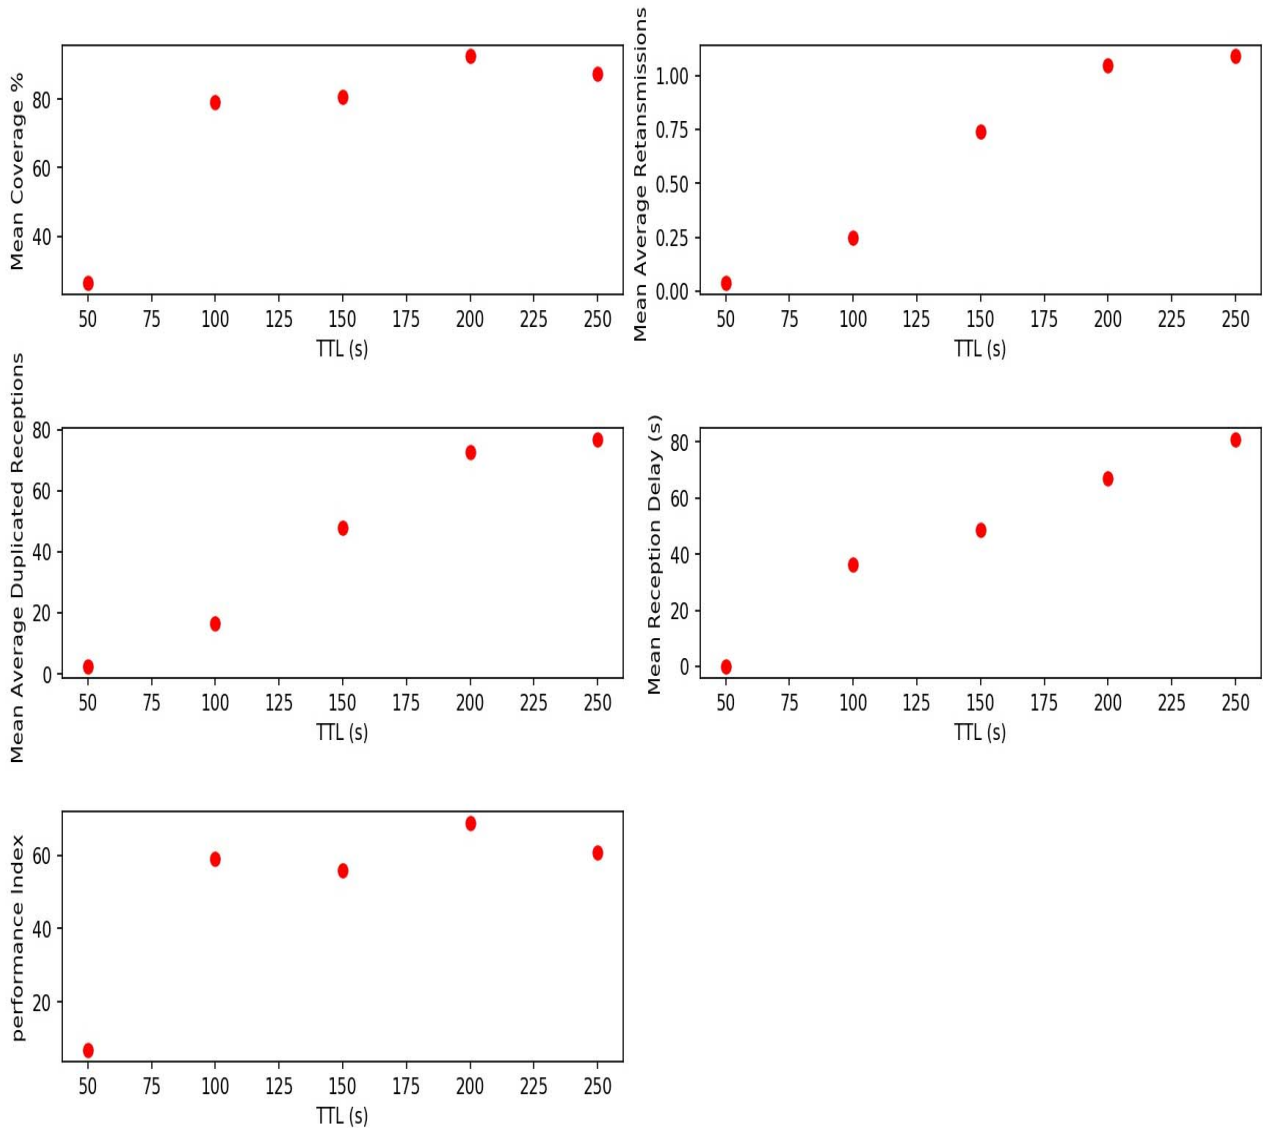 Mean Coverage %
80
60
40
50 75 100 125 150 175 200 225 250
TTL (s)
Mean Average Retansmissions
1.00
0.75
0.50
0.25
0.00
50 75 100 125 150 175 200 225 250
TTL (s)
Mean Average Duplicated Receptions
80
60
40
20
0
50 75 100 125 150 175 200 225 250
TTL (s)
Mean Reception Delay (s)
80
60
40
20
0
50 75 100 125 150 175 200 225 250
TTL (s)
performance Index
60
40
20
50 75 100 125 150 175 200 225 250
TTL (s)